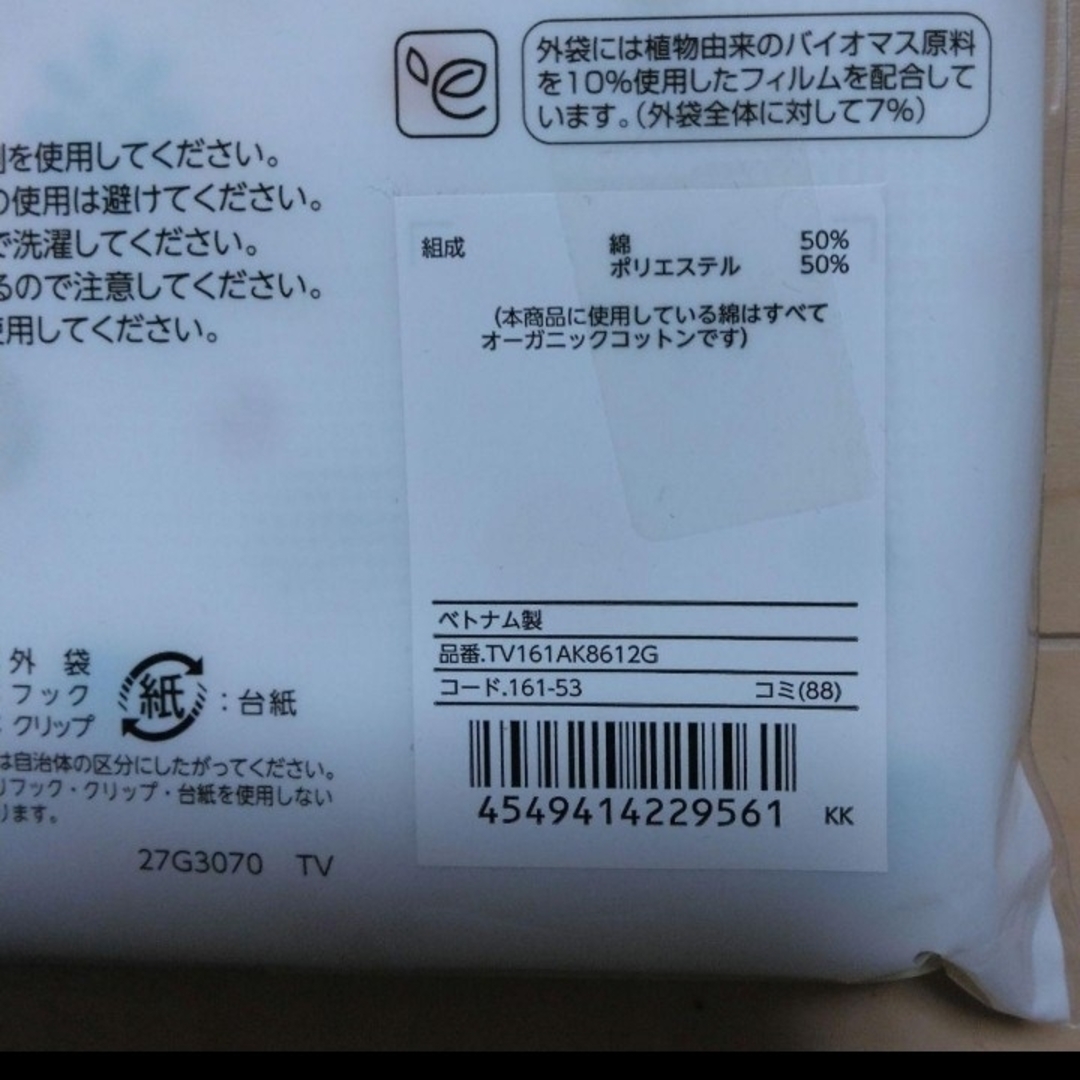 外袋には植物由来のバイオマス原料
を10%使用したフィルムを配合して
います。(外袋全体に対して7%)
を使用してください。
の使用は避けてください。
で洗濯してください。
るので注意してください。
使用してください。
組成 綿 50%
ポリエステル 50%
(本商品に使用している綿はすべて
オーガニックコットンです)
ベトナム製
品番.TV161AK8612G
コード.161-53 コミ(88)
4549414229561 KK
外 袋
フック
クリップ
紙 : 台紙
は自治体の区分にしたがってください。
フック・クリップ・台紙を使用しない
ります。
27G3070 TV